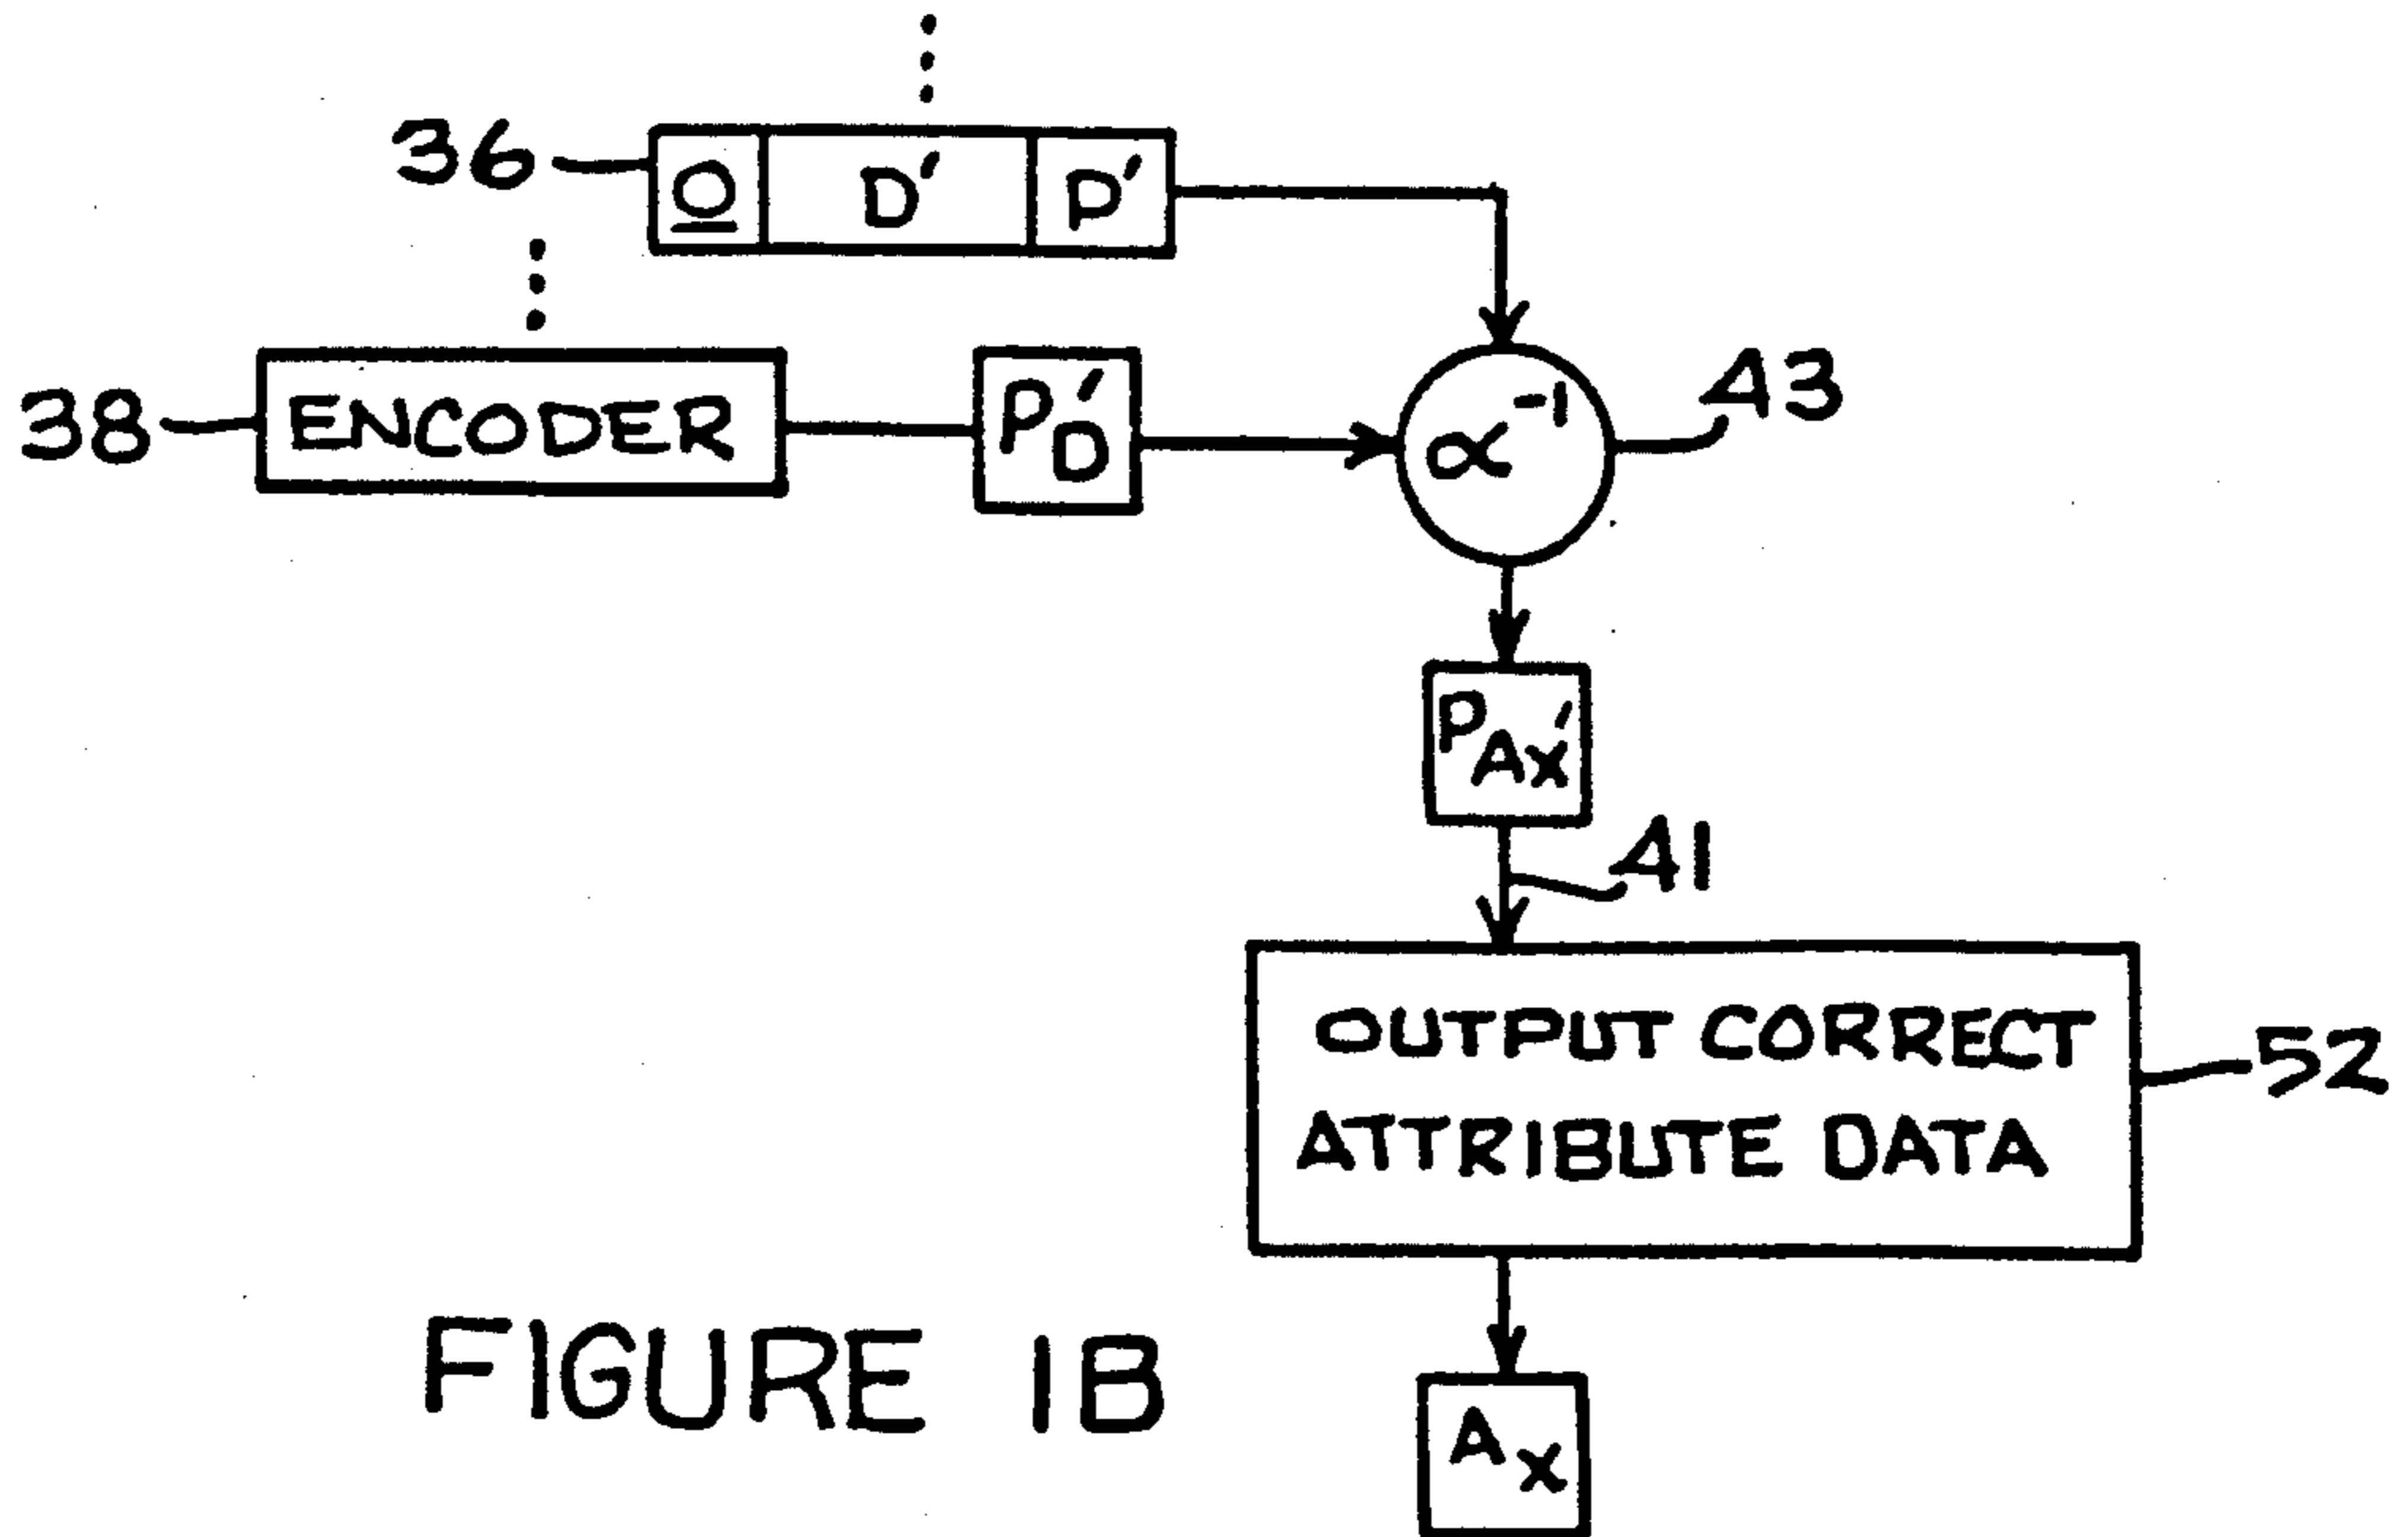 36 O D' P'
38 ENCODER P'D α-1 43
PAx'
41
OUTPUT CORRECT
ATTRIBUTE DATA
52
FIGURE 1B
Ax